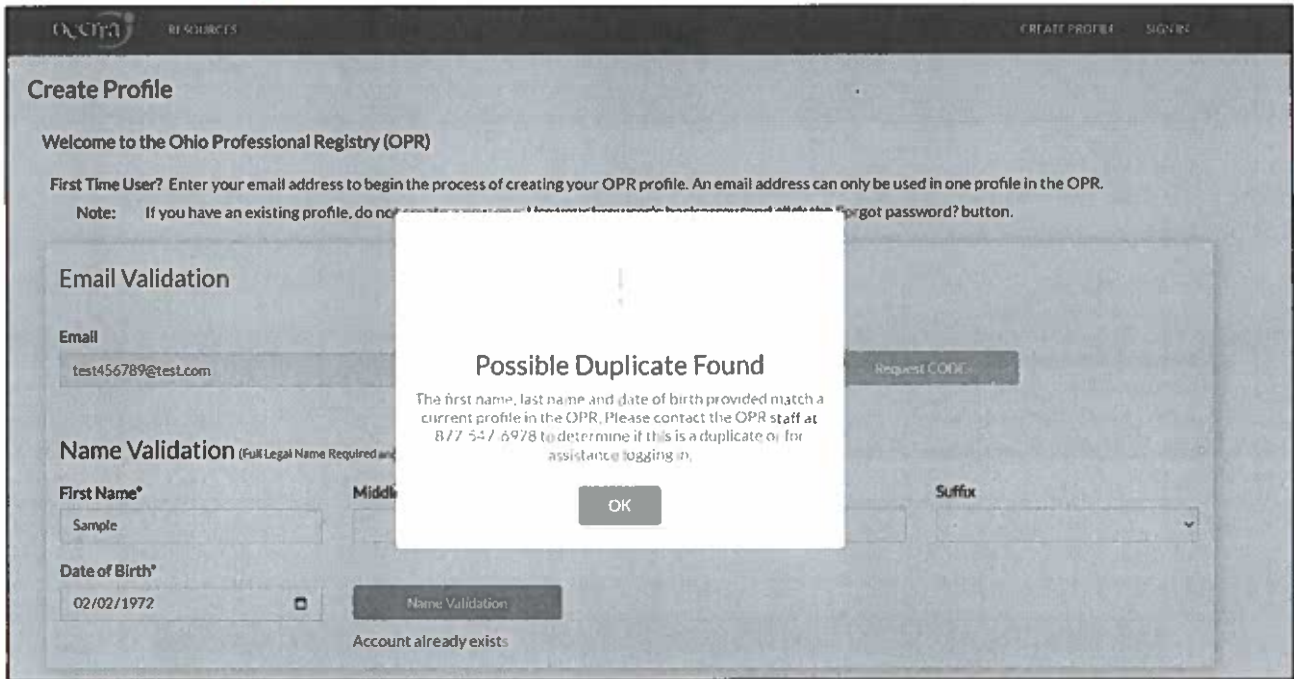 occrra RESOURCES CREATE PROFILE SIGN IN
Create Profile
Welcome to the Ohio Professional Registry (OPR)
First Time User? Enter your email address to begin the process of creating your OPR profile. An email address can only be used in one profile in the OPR.
Note: If you have an existing profile, do not forgot password? button.
Email Validation
Email
test456789@test.com
Request CODE
Possible Duplicate Found
The first name, last name and date of birth provided match a
current profile in the OPR. Please contact the OPR staff at
877-547-6978 to determine if this is a duplicate or for
assistance logging in.
OK
Name Validation (Full Legal Name Required and
First Name* Middl Suffix
Sample
Date of Birth*
02/02/1972 Name Validation
Account already exists